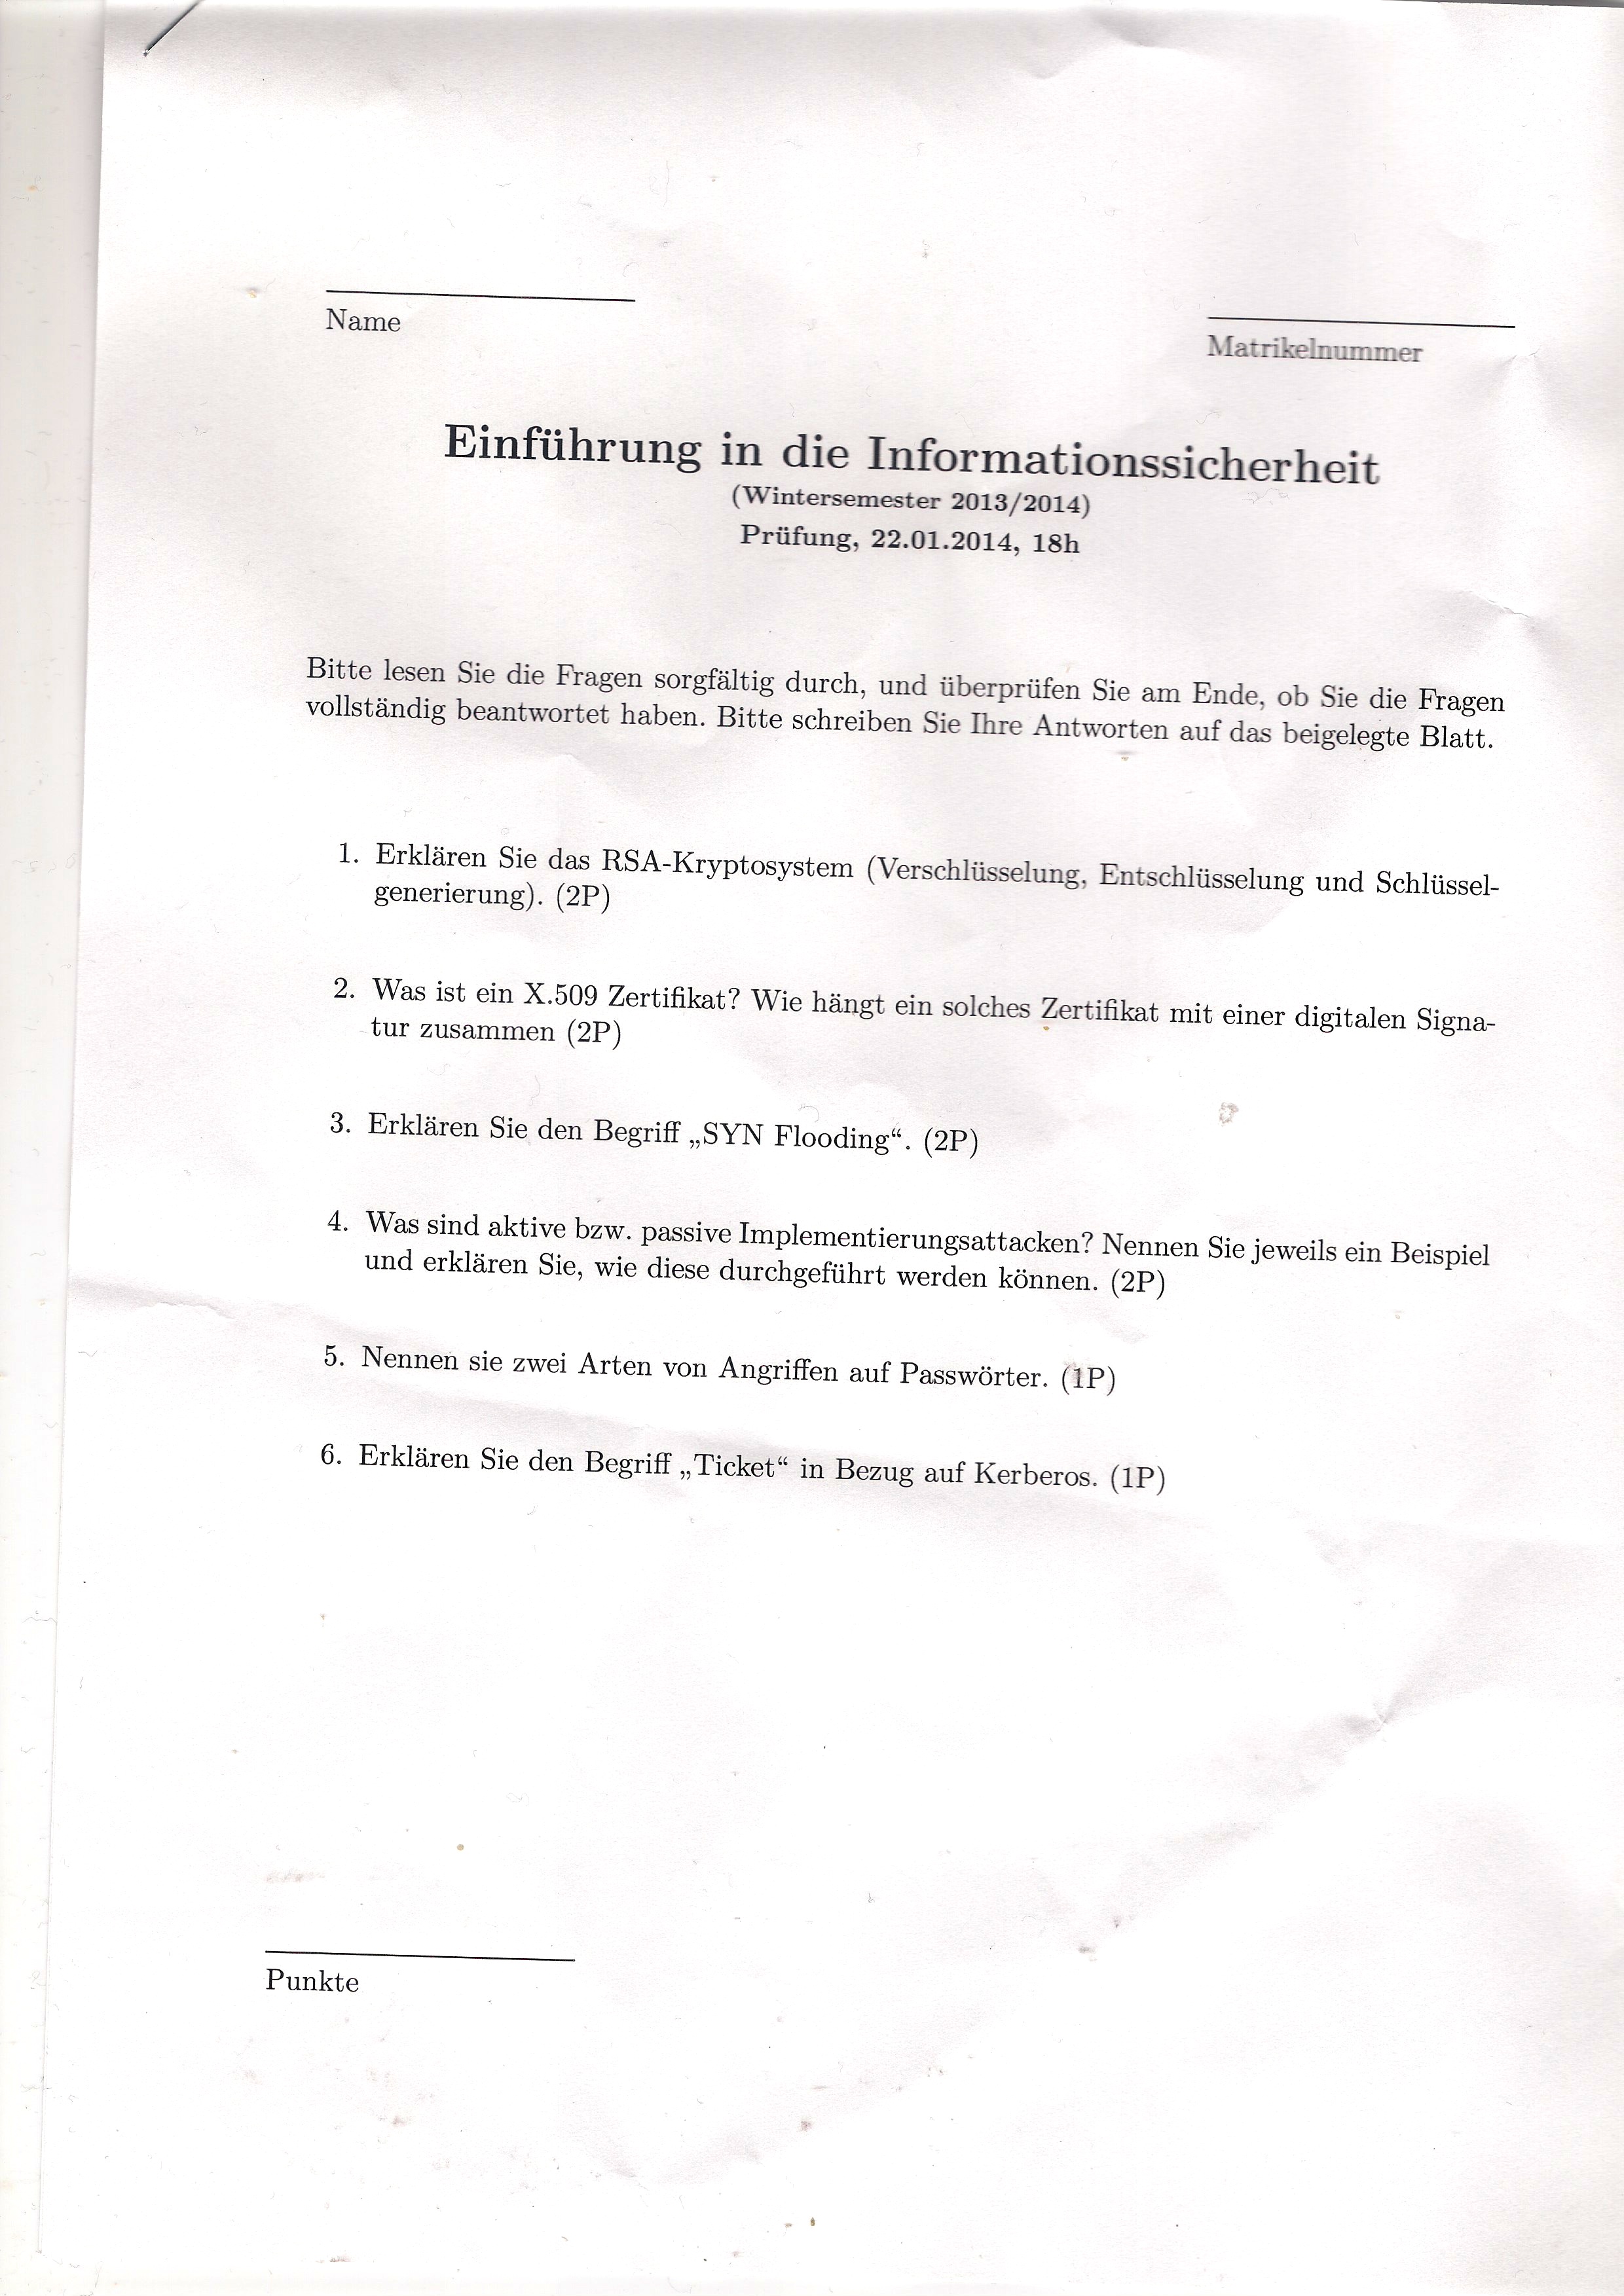 Name
Matrikelnummer
Einführung in die Informationssicherheit
(Wintersemester 2013/2014)
Prüfung, 22.01.2014, 18h
Bitte lesen Sie die Fragen sorgfältig durch, und überprüfen Sie am Ende, ob Sie die Fragen
vollständig beantwortet haben. Bitte schreiben Sie Ihre Antworten auf das beigelegte Blatt.
1. Erklären Sie das RSA-Kryptosystem (Verschlüsselung, Entschlüsselung und Schlüssel-
generierung). (2P)
2. Was ist ein X.509 Zertifikat? Wie hängt ein solches Zertifikat mit einer digitalen Signa-
tur zusammen (2P)
3. Erklären Sie den Begriff „SYN Flooding“. (2P)
4. Was sind aktive bzw. passive Implementierungsattacken? Nennen Sie jeweils ein Beispiel
und erklären Sie, wie diese durchgeführt werden können. (2P)
5. Nennen sie zwei Arten von Angriffen auf Passwörter. (1P)
6. Erklären Sie den Begriff „Ticket“ in Bezug auf Kerberos. (1P)
Punkte